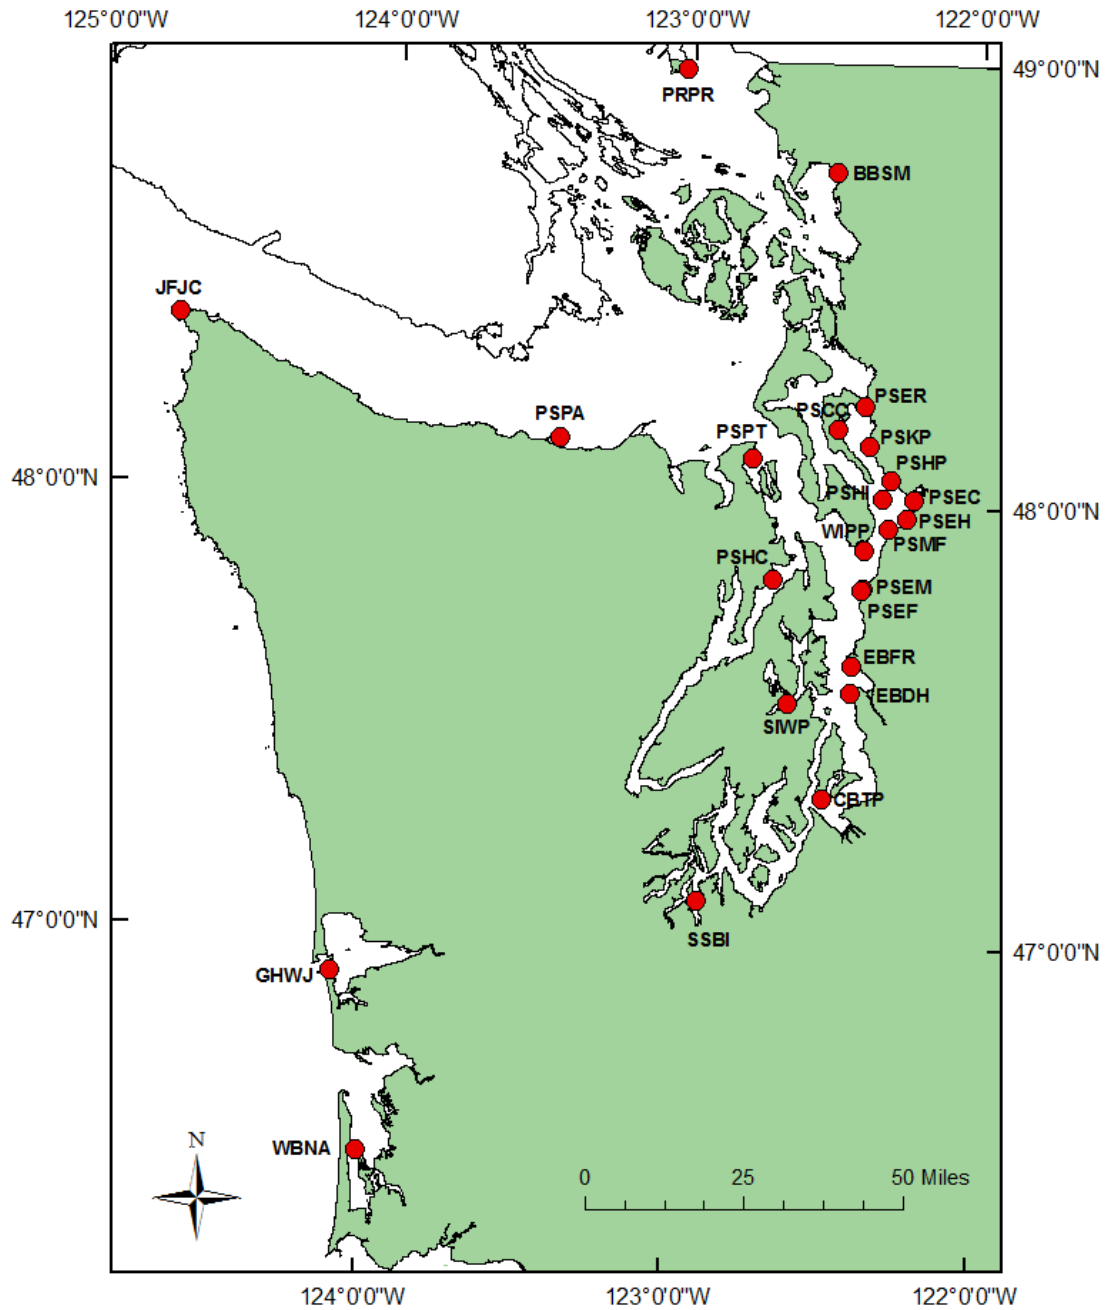 125°0'0"W 124°0'0"W 123°0'0"W 122°0'0"W
49°0'0"N
PRPR
BBSM
JFJC
PSER
PSCC
PSPA
PSPT
PSKP
PSHP
48°0'0"N
PSHI
PSEC
48°0'0"N
PSEH
WIPP
PSMF
PSHC
PSEM
PSEF
EBFR
EBDH
SIWP
CBTP
47°0'0"N
SSBI
47°0'0"N
GHWJ
N
WBNA
0 25 50 Miles
124°0'0"W 123°0'0"W 122°0'0"W